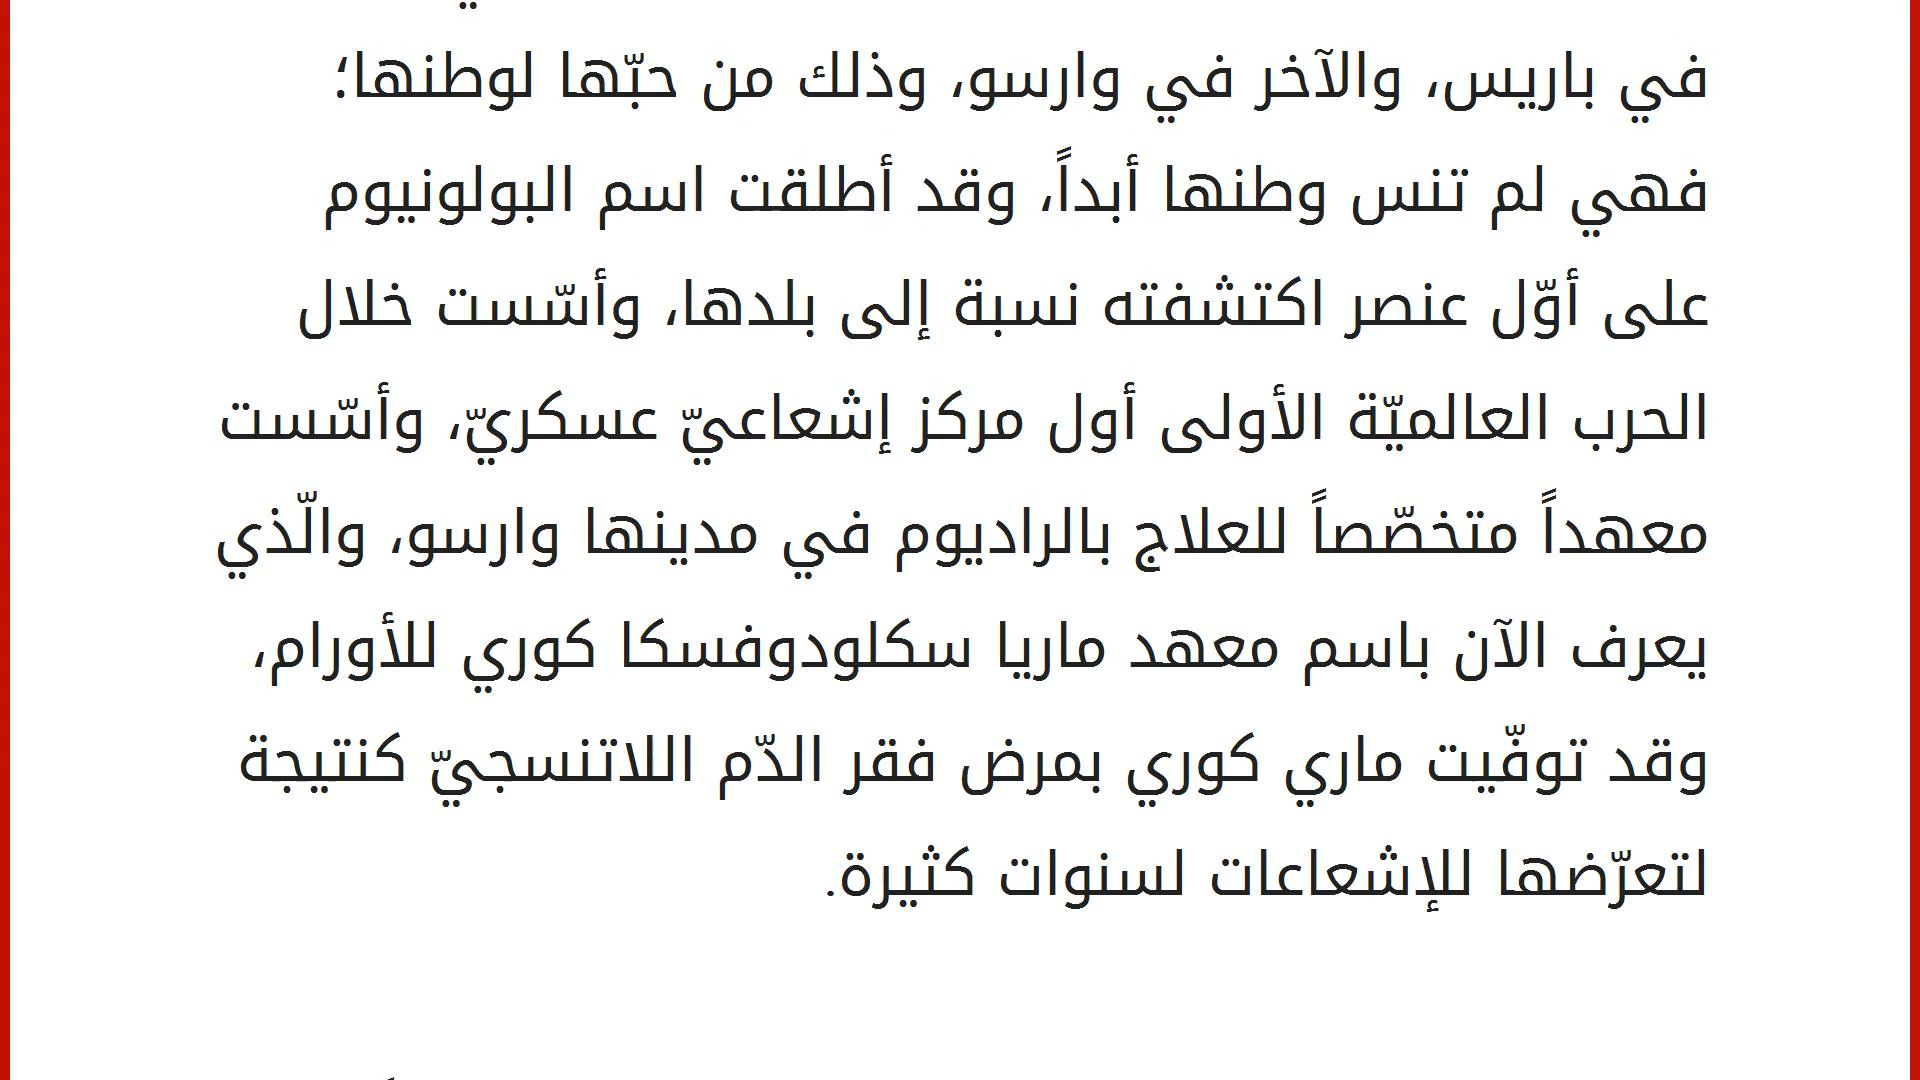 في باريس، والآخر في وارسو، وذلك من حبّها لوطنها؛
فهي لم تنس وطنها أبداً، وقد أطلقت اسم البولونيوم
على أوّل عنصر اكتشفته نسبة إلى بلدها، وأسّست خلال
الحرب العالميّة الأولى أول مركز إشعاعيّ عسكريّ، وأسّست
معهداً متخصّصاً للعلاج بالراديوم في مدينها وارسو، والّذي
يعرف الآن باسم معهد ماريا سكلودوفسكا كوري للأورام،
وقد توفّيت ماري كوري بمرض فقر الدّم اللاتنسجيّ كنتيجة
لتعرّضها للإشعاعات لسنوات كثيرة.